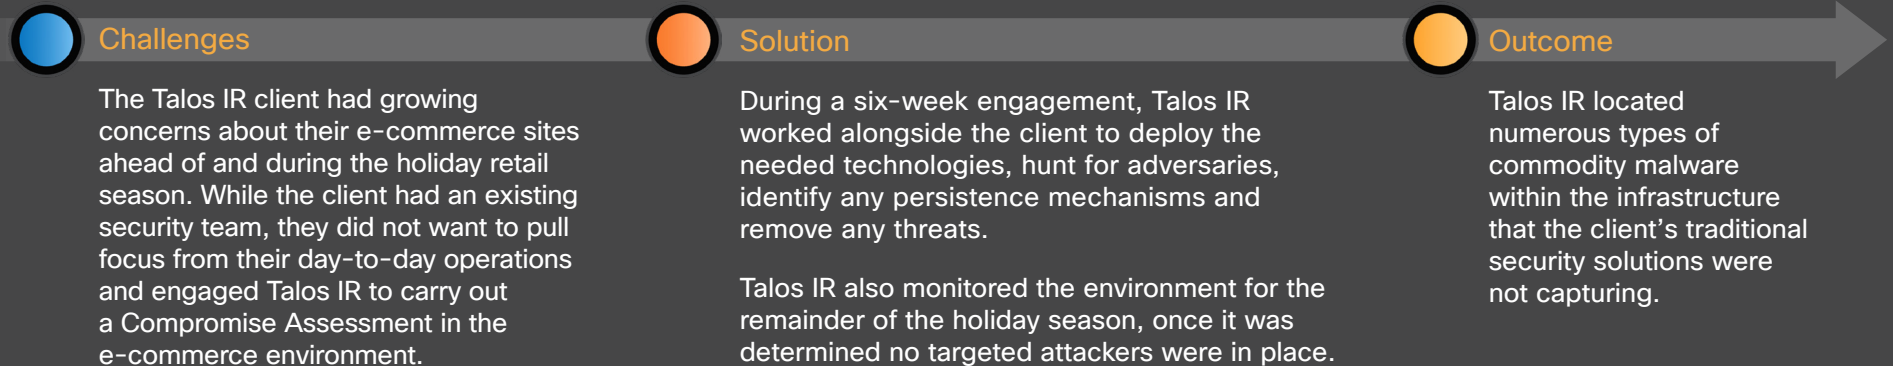 Challenges
The Talos IR client had growing
concerns about their e-commerce sites
ahead of and during the holiday retail
season. While the client had an existing
security team, they did not want to pull
focus from their day-to-day operations
and engaged Talos IR to carry out
a Compromise Assessment in the
e-commerce environment.
Solution
During a six-week engagement, Talos IR
worked alongside the client to deploy the
needed technologies, hunt for adversaries,
identify any persistence mechanisms and
remove any threats.
Talos IR also monitored the environment for the
remainder of the holiday season, once it was
determined no targeted attackers were in place.
Outcome
Talos IR located
numerous types of
commodity malware
within the infrastructure
that the client’s traditional
security solutions were
not capturing.